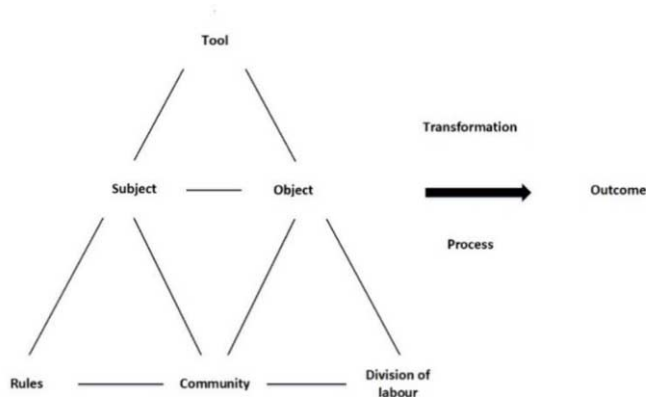 Tool
Transformation
Subject
Object
Outcome
Process
Rules
Community
Division of
labour